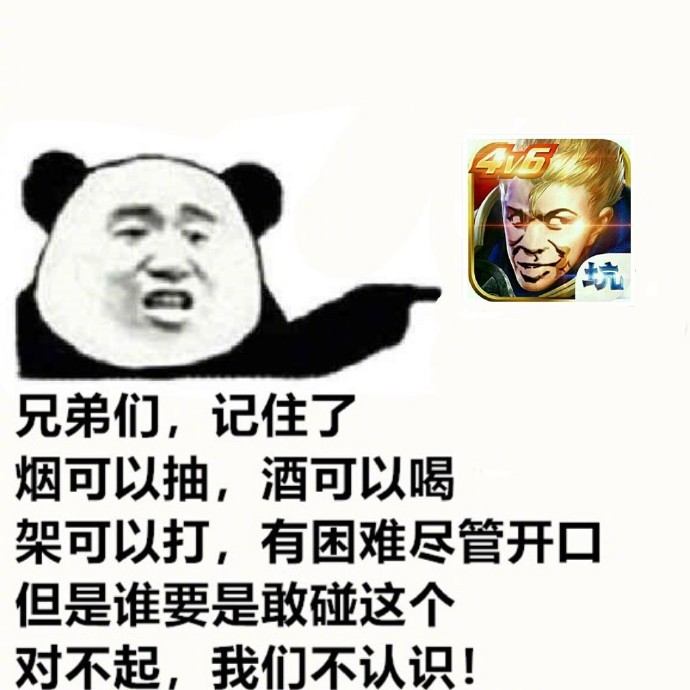 4v6
坑
兄弟们，记住了
烟可以抽，酒可以喝
架可以打，有困难尽管开口
但是谁要是敢碰这个
对不起，我们不认识！